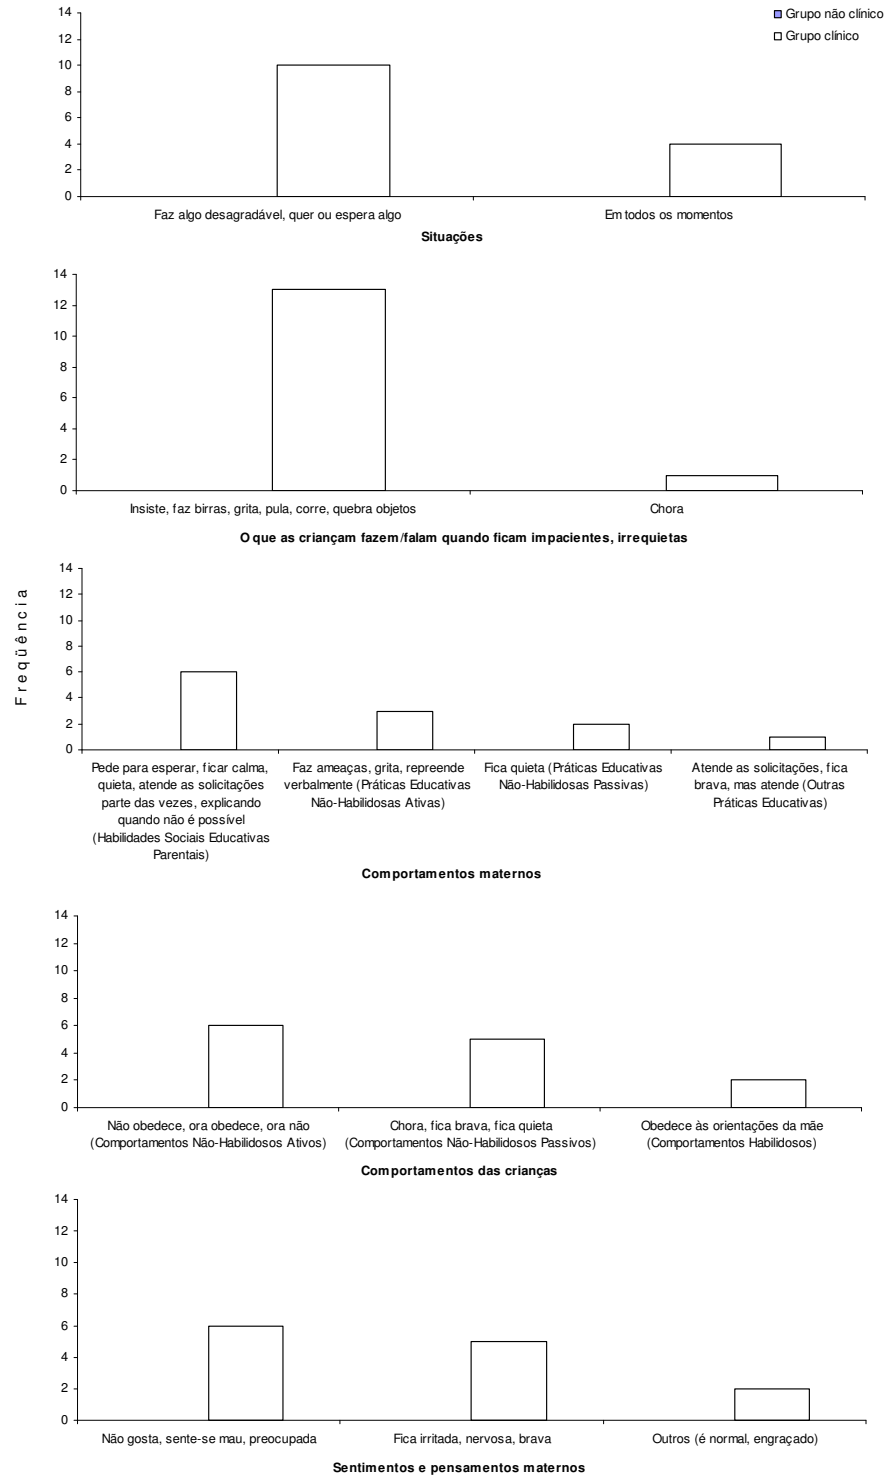 Grupo não clínico
Grupo clínico
14
12
10
8
6
4
2
0
Faz algo desagradável, quer ou espera algo
Em todos os momentos
Situações
14
12
10
8
6
4
2
0
Insiste, faz birras, grita, pula, corre, quebra objetos
Chora
O que as criançam fazem/falam quando ficam impacientes, irrequietas
Freqüência
14
12
10
8
6
4
2
0
Pede para esperar, ficar calma,
quieta, atende as solicitações
parte das vezes, explicando
quando não é possível
(Habilidades Sociais Educativas
Parentais)
Faz ameaças, grita, repreende
verbalmente (Práticas Educativas
Não-Habilidosas Ativas)
Fica quieta (Práticas Educativas
Não-Habilidosas Passivas)
Atende as solicitações, fica
brava, mas atende (Outras
Práticas Educativas)
Comportamentos maternos
14
12
10
8
6
4
2
0
Não obedece, ora obedece, ora não
(Comportamentos Não-Habilidosos Ativos)
Chora, fica brava, fica quieta
(Comportamentos Não-Habilidosos Passivos)
Obedece às orientações da mãe
(Comportamentos Habilidosos)
Comportamentos das crianças
14
12
10
8
6
4
2
0
Não gosta, sente-se mau, preocupada
Fica irritada, nervosa, brava
Outros (é normal, engraçado)
Sentimentos e pensamentos maternos